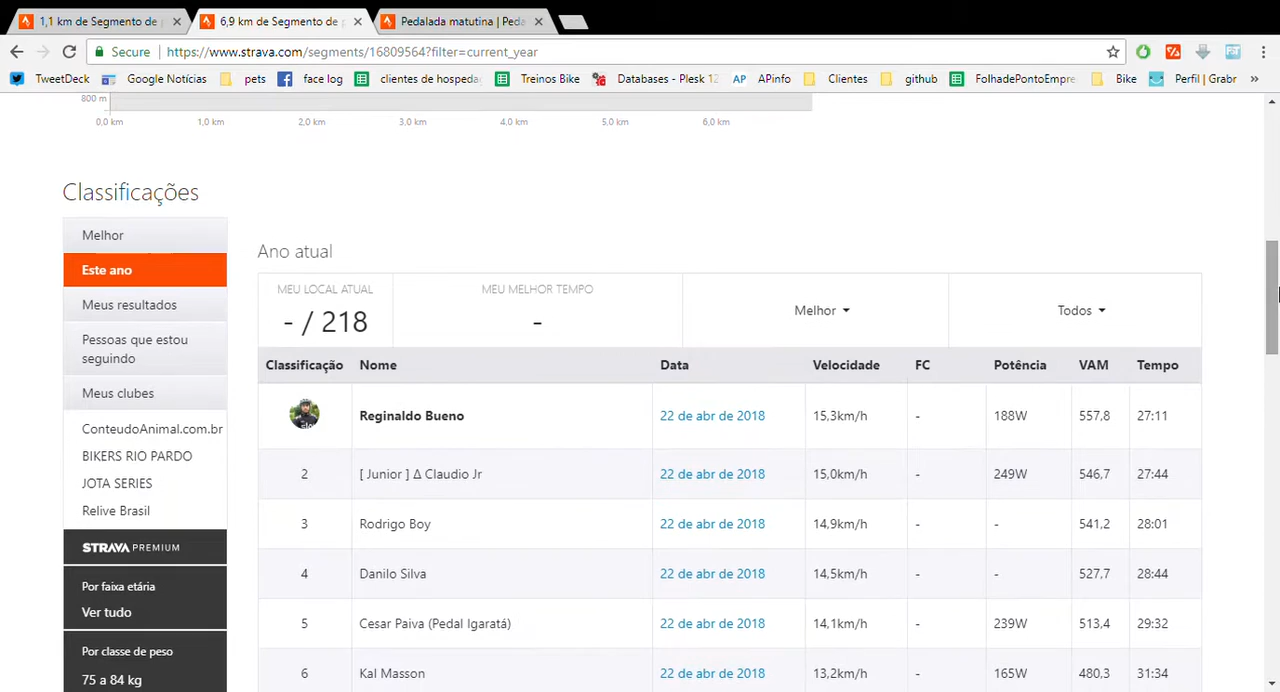 1,1 km de Segmento de
6,9 km de Segmento de
Pedalada matutina | Peda
Secure
https://www.strava.com/segments/16809564?filter=current_year
TweetDeck
Google Notícias
pets
face log
clientes de hospeda
Treinos Bike
Databases - Plesk 12
AP APinfo
Clientes
github
FolhadePontoEmpre
Bike
Perfil | Grabr
»
800 m
0,0 km 1,0 km 2,0 km 3,0 km 4,0 km 5,0 km 6,0 km
Classificações
Melhor
Este ano
Meus resultados
Pessoas que estou
seguindo
Meus clubes
ConteudoAnimal.com.br
BIKERS RIO PARDO
JOTA SERIES
Relive Brasil
STRAVA PREMIUM
Por faixa etária
Ver tudo
Por classe de peso
75 a 84 kg
Ano atual
MEU LOCAL ATUAL
- / 218
MEU MELHOR TEMPO
-
Melhor
Todos
Classificação Nome Data Velocidade FC Potência VAM Tempo
Reginaldo Bueno 22 de abr de 2018 15,3km/h - 188W 557,8 27:11
2 [ Junior ] Δ Claudio Jr 22 de abr de 2018 15,0km/h - 249W 546,7 27:44
3 Rodrigo Boy 22 de abr de 2018 14,9km/h - - 541,2 28:01
4 Danilo Silva 22 de abr de 2018 14,5km/h - - 527,7 28:44
5 Cesar Paiva (Pedal Igaratá) 22 de abr de 2018 14,1km/h - 239W 513,4 29:32
6 Kal Masson 22 de abr de 2018 13,2km/h - 165W 480,3 31:34